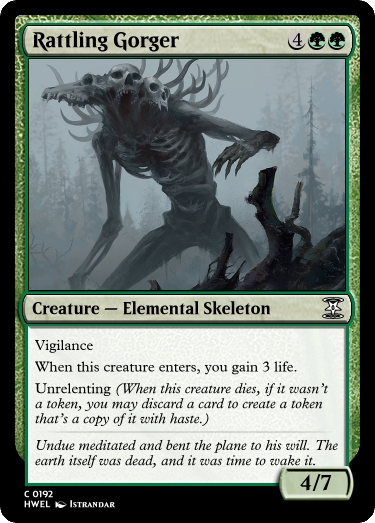 Rattling Gorger 4
Creature — Elemental Skeleton
Vigilance
When this creature enters, you gain 3 life.
Unrelenting (When this creature dies, if it wasn't
a token, you may discard a card to create a token
that's a copy of it with haste.)
Undue meditated and bent the plane to his will. The
earth itself was dead, and it was time to wake it.
4/7
C 0192
HWEL Istrandar